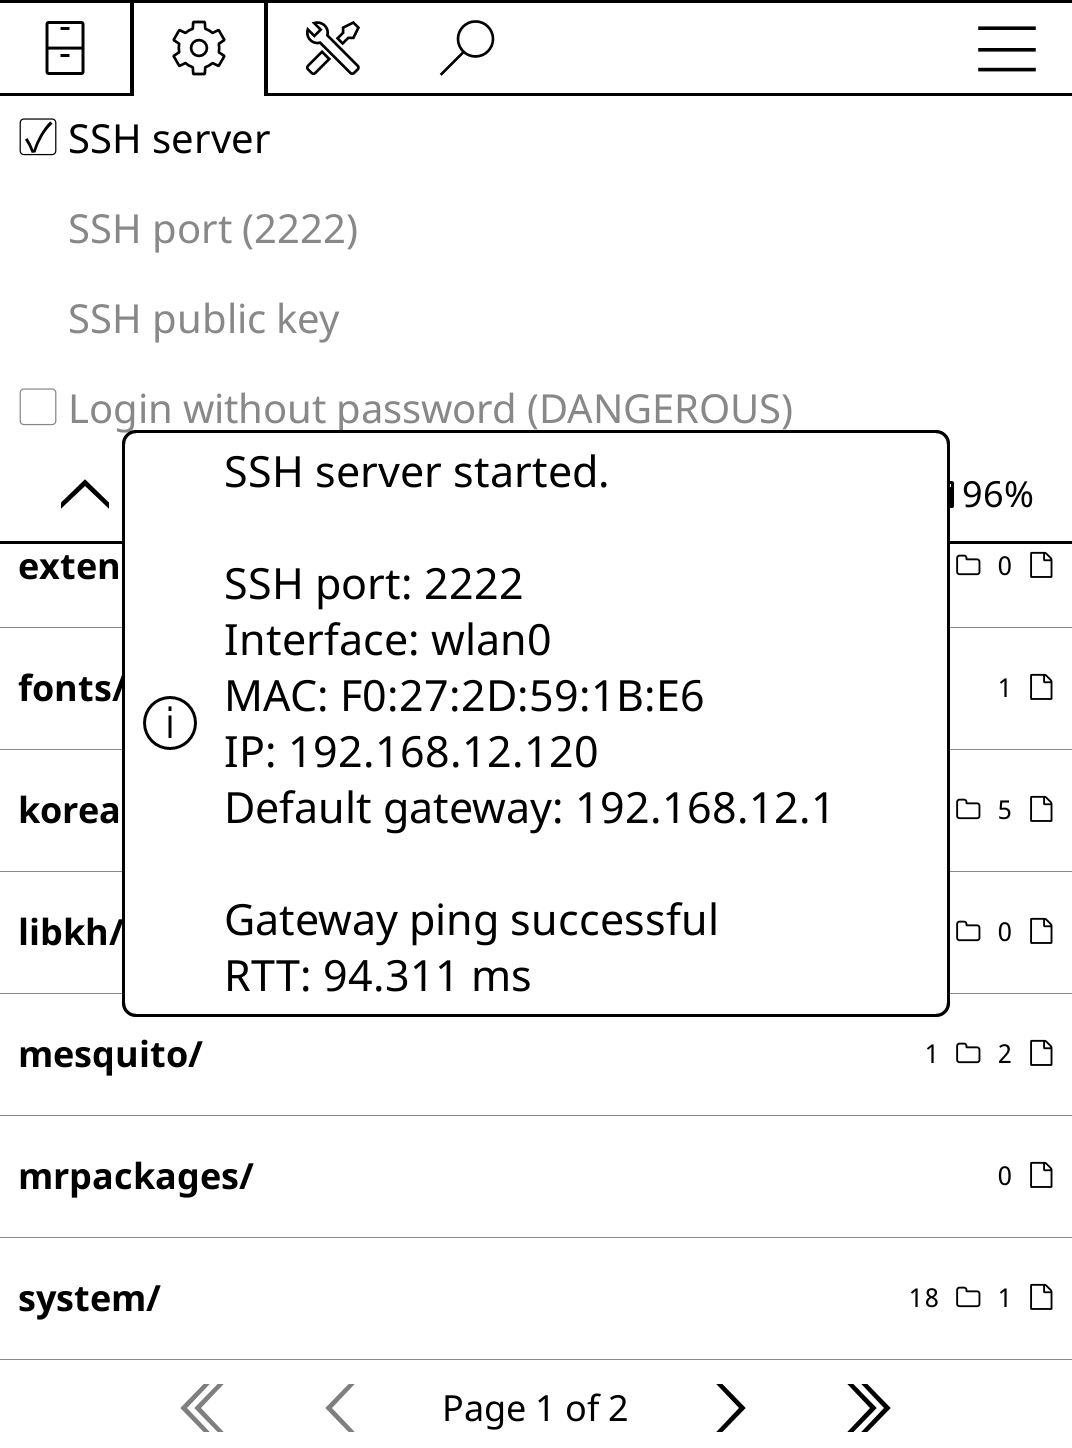 SSH server
SSH port (2222)
SSH public key
Login without password (DANGEROUS)
96%
SSH server started.
SSH port: 2222
Interface: wlan0
MAC: F0:27:2D:59:1B:E6
IP: 192.168.12.120
Default gateway: 192.168.12.1
Gateway ping successful
RTT: 94.311 ms
exten 0
fonts/ 1
korea 5
libkh/ 0
mesquito/ 1 2
mrpackages/ 0
system/ 18 1
Page 1 of 2